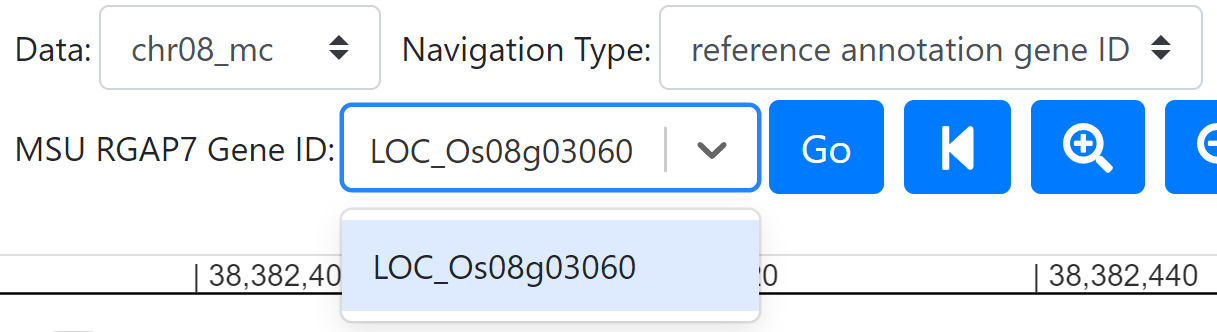 Data: chr08_mc Navigation Type: reference annotation gene ID
MSU RGAP7 Gene ID: LOC_Os08g03060 Go
LOC_Os08g03060
| 38,382,40 20 | 38,382,440